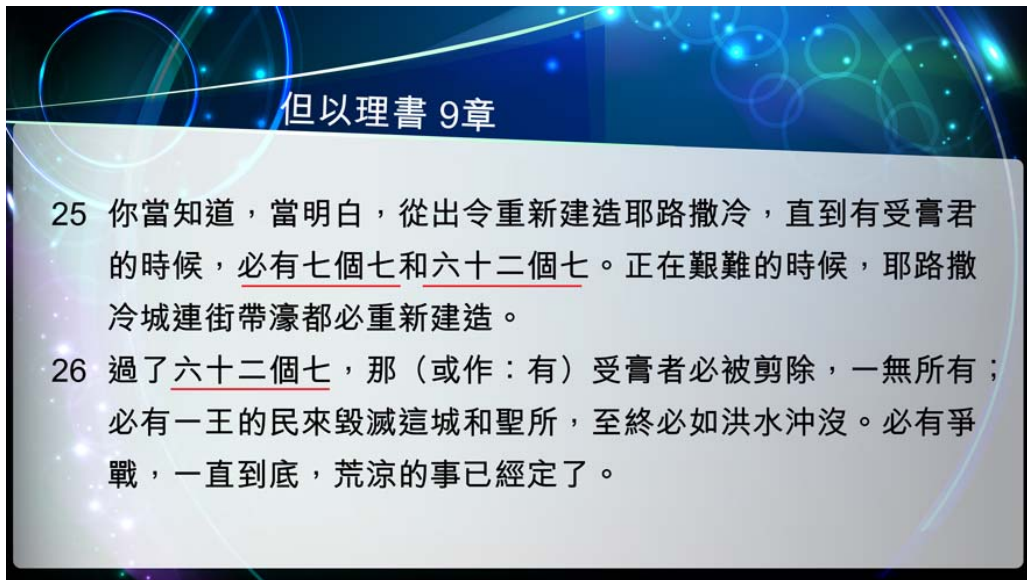 但以理書 9章
25 你當知道，當明白，從出令重新建造耶路撒冷，直到有受膏君
的時候，必有七個七和六十二個七。正在艱難的時候，耶路撒
冷城連街帶濠都必重新建造。
26 過了六十二個七，那（或作：有）受膏者必被剪除，一無所有；
必有一王的民來毀滅這城和聖所，至終必如洪水沖沒。必有爭
戰，一直到底，荒涼的事已經定了。